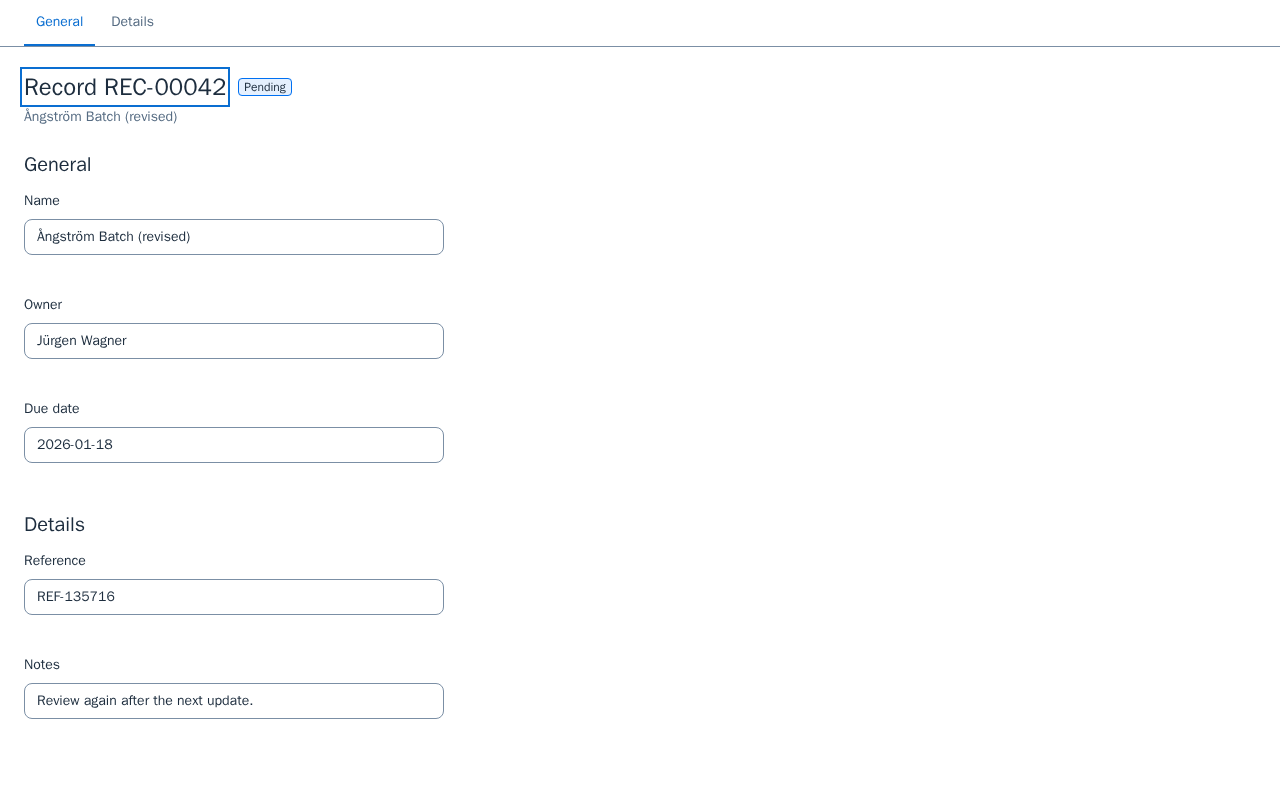 General
Details
Record REC-00042
Pending
Ångström Batch (revised)
General
Name
Ångström Batch (revised)
Owner
Jürgen Wagner
Due date
2026-01-18
Details
Reference
REF-135716
Notes
Review again after the next update.